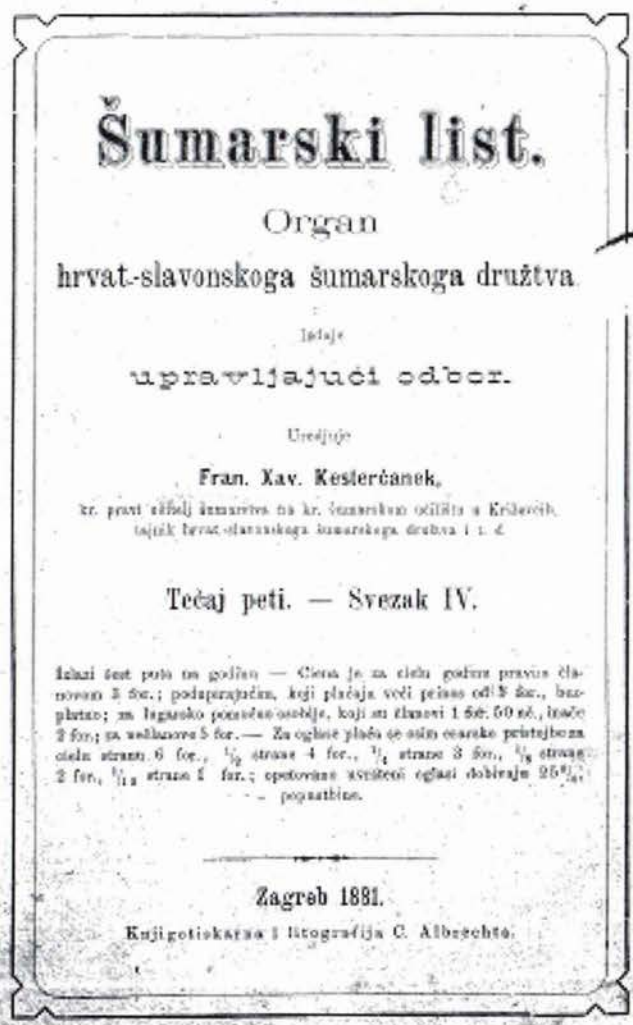 Šumarski list.
Organ
hrvat.-slavonskoga šumarskoga družtva
Izdaje
upravljajući odbor.
Uredjuje
Fran. Xav. Kesterčanek,
kr. pravi učitelj šumarstva na kr. šumarskom učilištu u Križevcih,
tajnik hrvat.-slavonskoga šumarskoga družtva i t. d.
Tečaj peti. — Svezak IV.
Izlazi šest puta na godinu — Ciena je za cielu godinu pravim čla-
novom 3 for.; podupirajućim, koji plaćaju veći prinos od 3 for., bez-
platno; za lugarsko pomoćno osoblje, koji su članovi 1 for. 50 nč., inače
2 for.; za nečlanove 5 for. — Za oglase plaća se osim pristojbe za
cielu stranu 6 for., 1/2 strane 4 for., 1/4 strane 3 for., 1/8 strane
2 for., 1/12 strane 1 for.; opetovano uvršteni oglasi dobivaju 25%
popustbine.
Zagreb 1881.
Knjigotiskarna i litografija C. Albrechta.